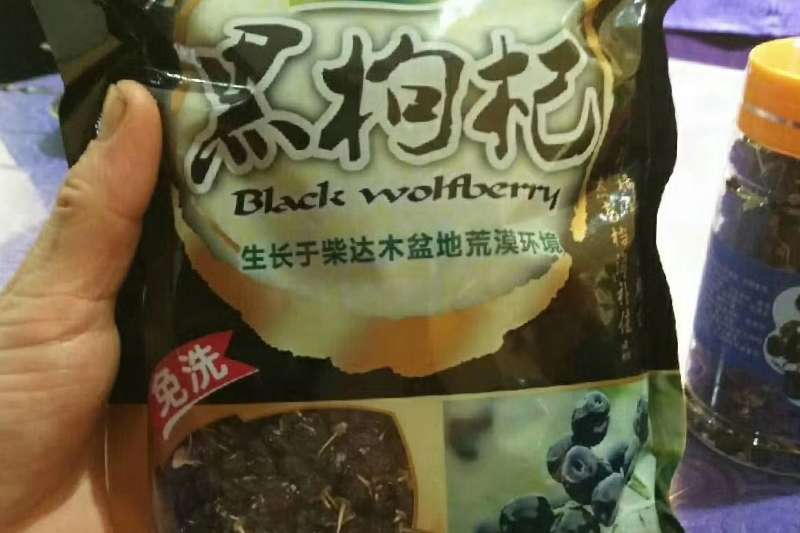 黑枸杞
Black wolfberry
生长于柴达木盆地荒漠环境
免洗